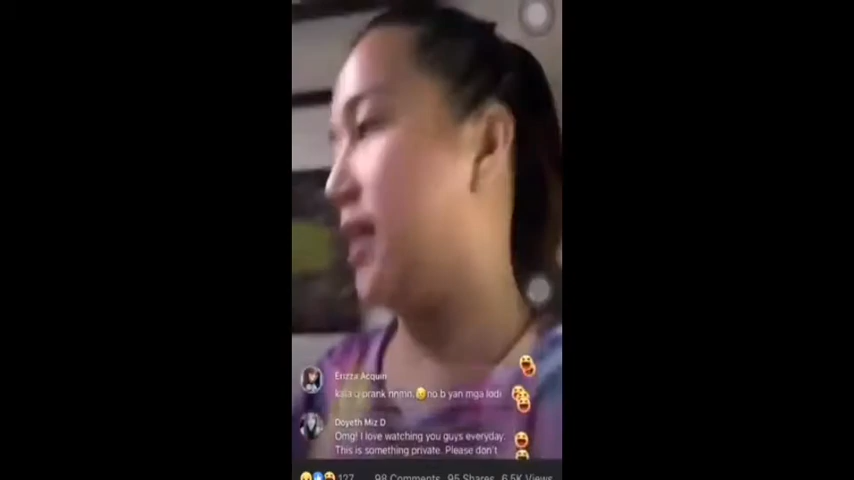 Erizza Acquiri
kala q prank nnmn. no b yan mga lodi
Doyeth Miz D
Omg! I love watching you guys everyday.
This is something private. Please don't
127 98 Comments 95 Shares 6.5K Views